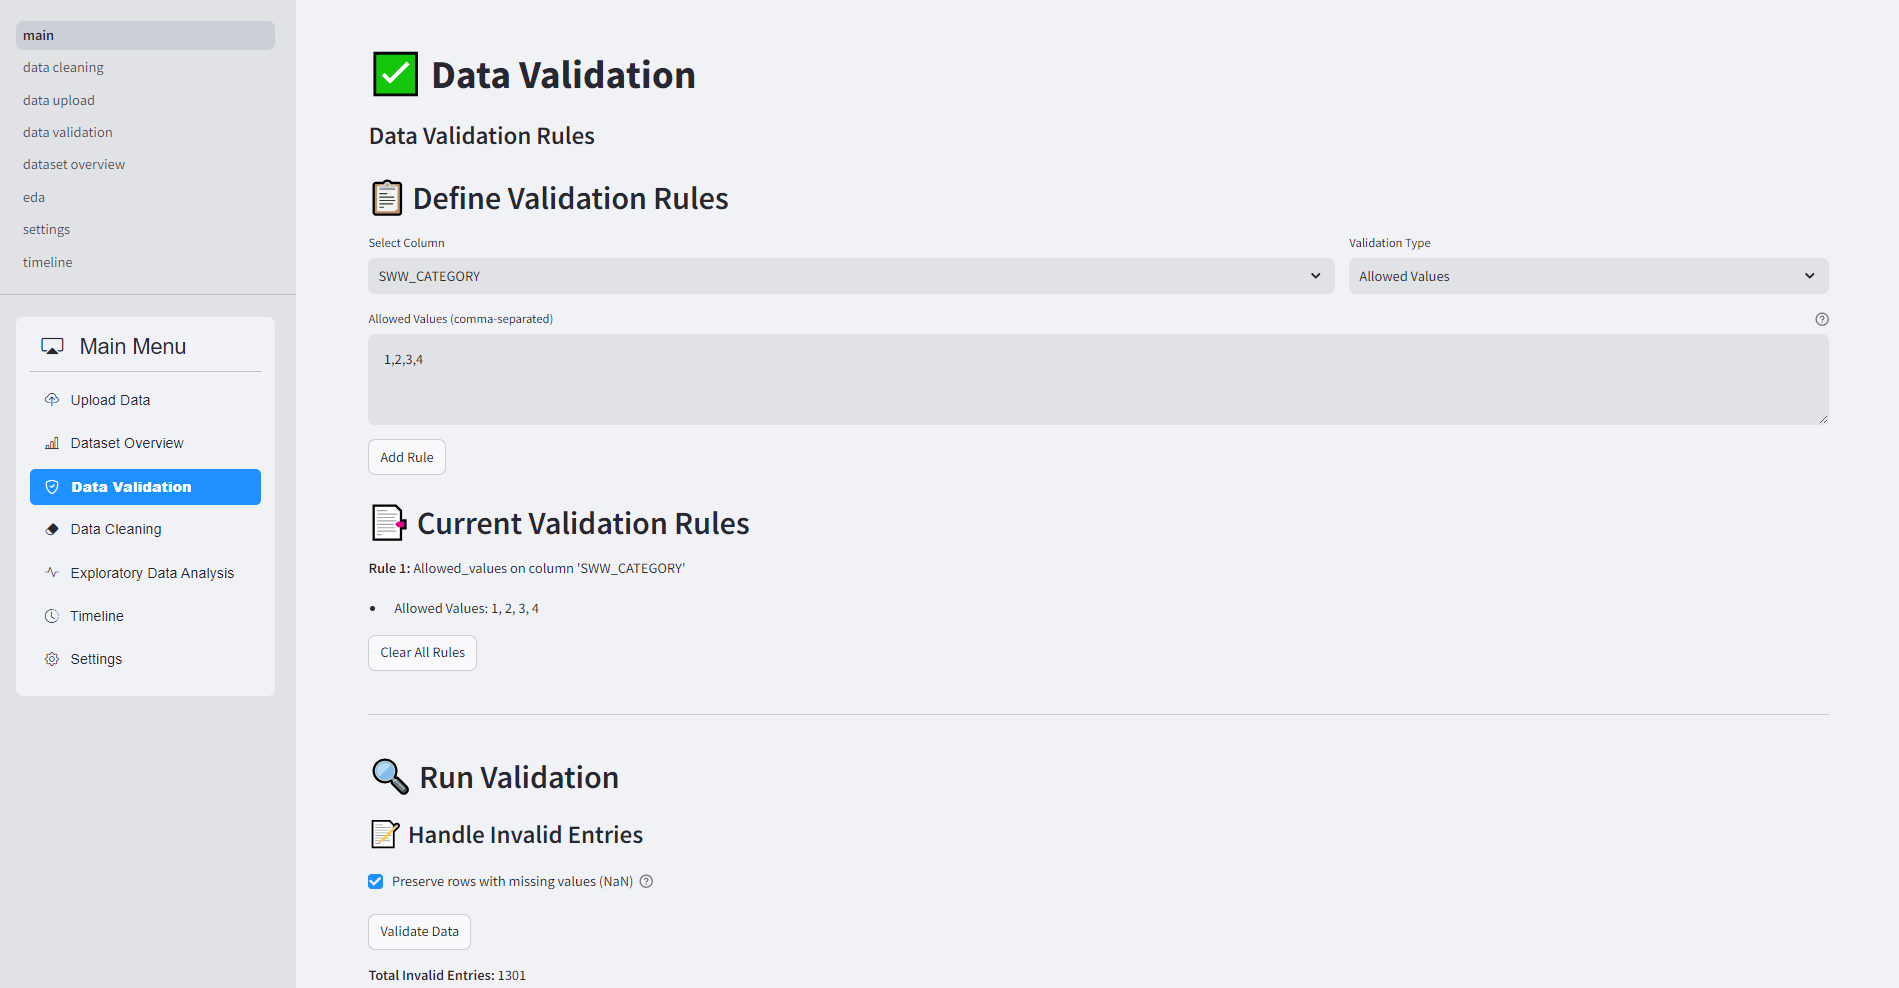 main
data cleaning
data upload
data validation
dataset overview
eda
settings
timeline
Main Menu
Upload Data
Dataset Overview
Data Validation
Data Cleaning
Exploratory Data Analysis
Timeline
Settings
Data Validation
Data Validation Rules
Define Validation Rules
Select Column
Validation Type
SWW_CATEGORY
Allowed Values
Allowed Values (comma-separated)
1,2,3,4
Add Rule
Current Validation Rules
Rule 1: Allowed_values on column 'SWW_CATEGORY'
• Allowed Values: 1, 2, 3, 4
Clear All Rules
Run Validation
Handle Invalid Entries
Preserve rows with missing values (NaN)
Validate Data
Total Invalid Entries: 1301